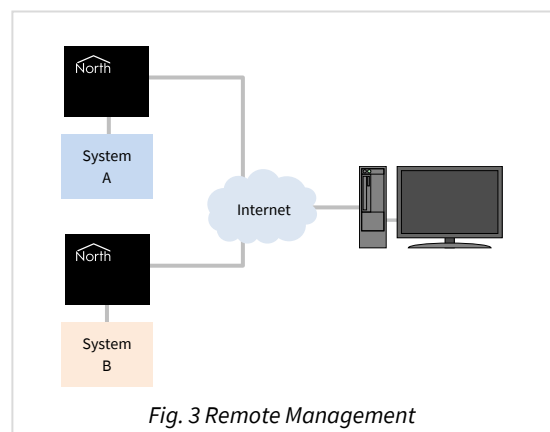 North
System
A
Internet
North
System
B
Fig. 3 Remote Management